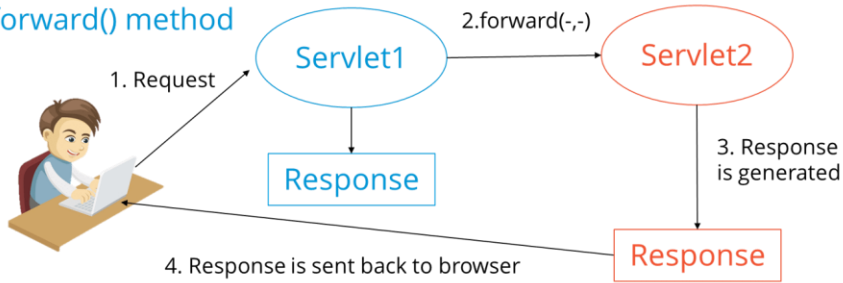 forward() method
2.forward(-,-)
Servlet1
Servlet2
1. Request
3. Response
is generated
Response
Response
4. Response is sent back to browser